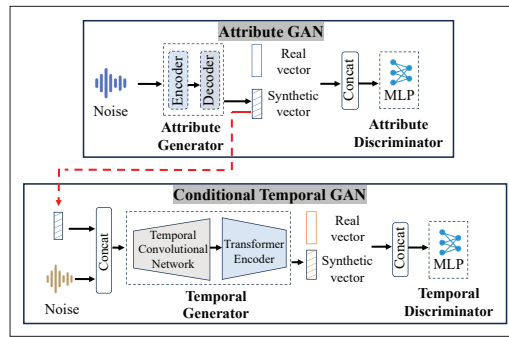 Attribute GAN
Noise
Encoder
Decoder
Attribute
Generator
Real
vector
Synthetic
vector
Concat
MLP
Attribute
Discriminator
Conditional Temporal GAN
Noise
Concat
Temporal
Convolutional
Network
Transformer
Encoder
Temporal
Generator
Real
vector
Synthetic
vector
Concat
MLP
Temporal
Discriminator